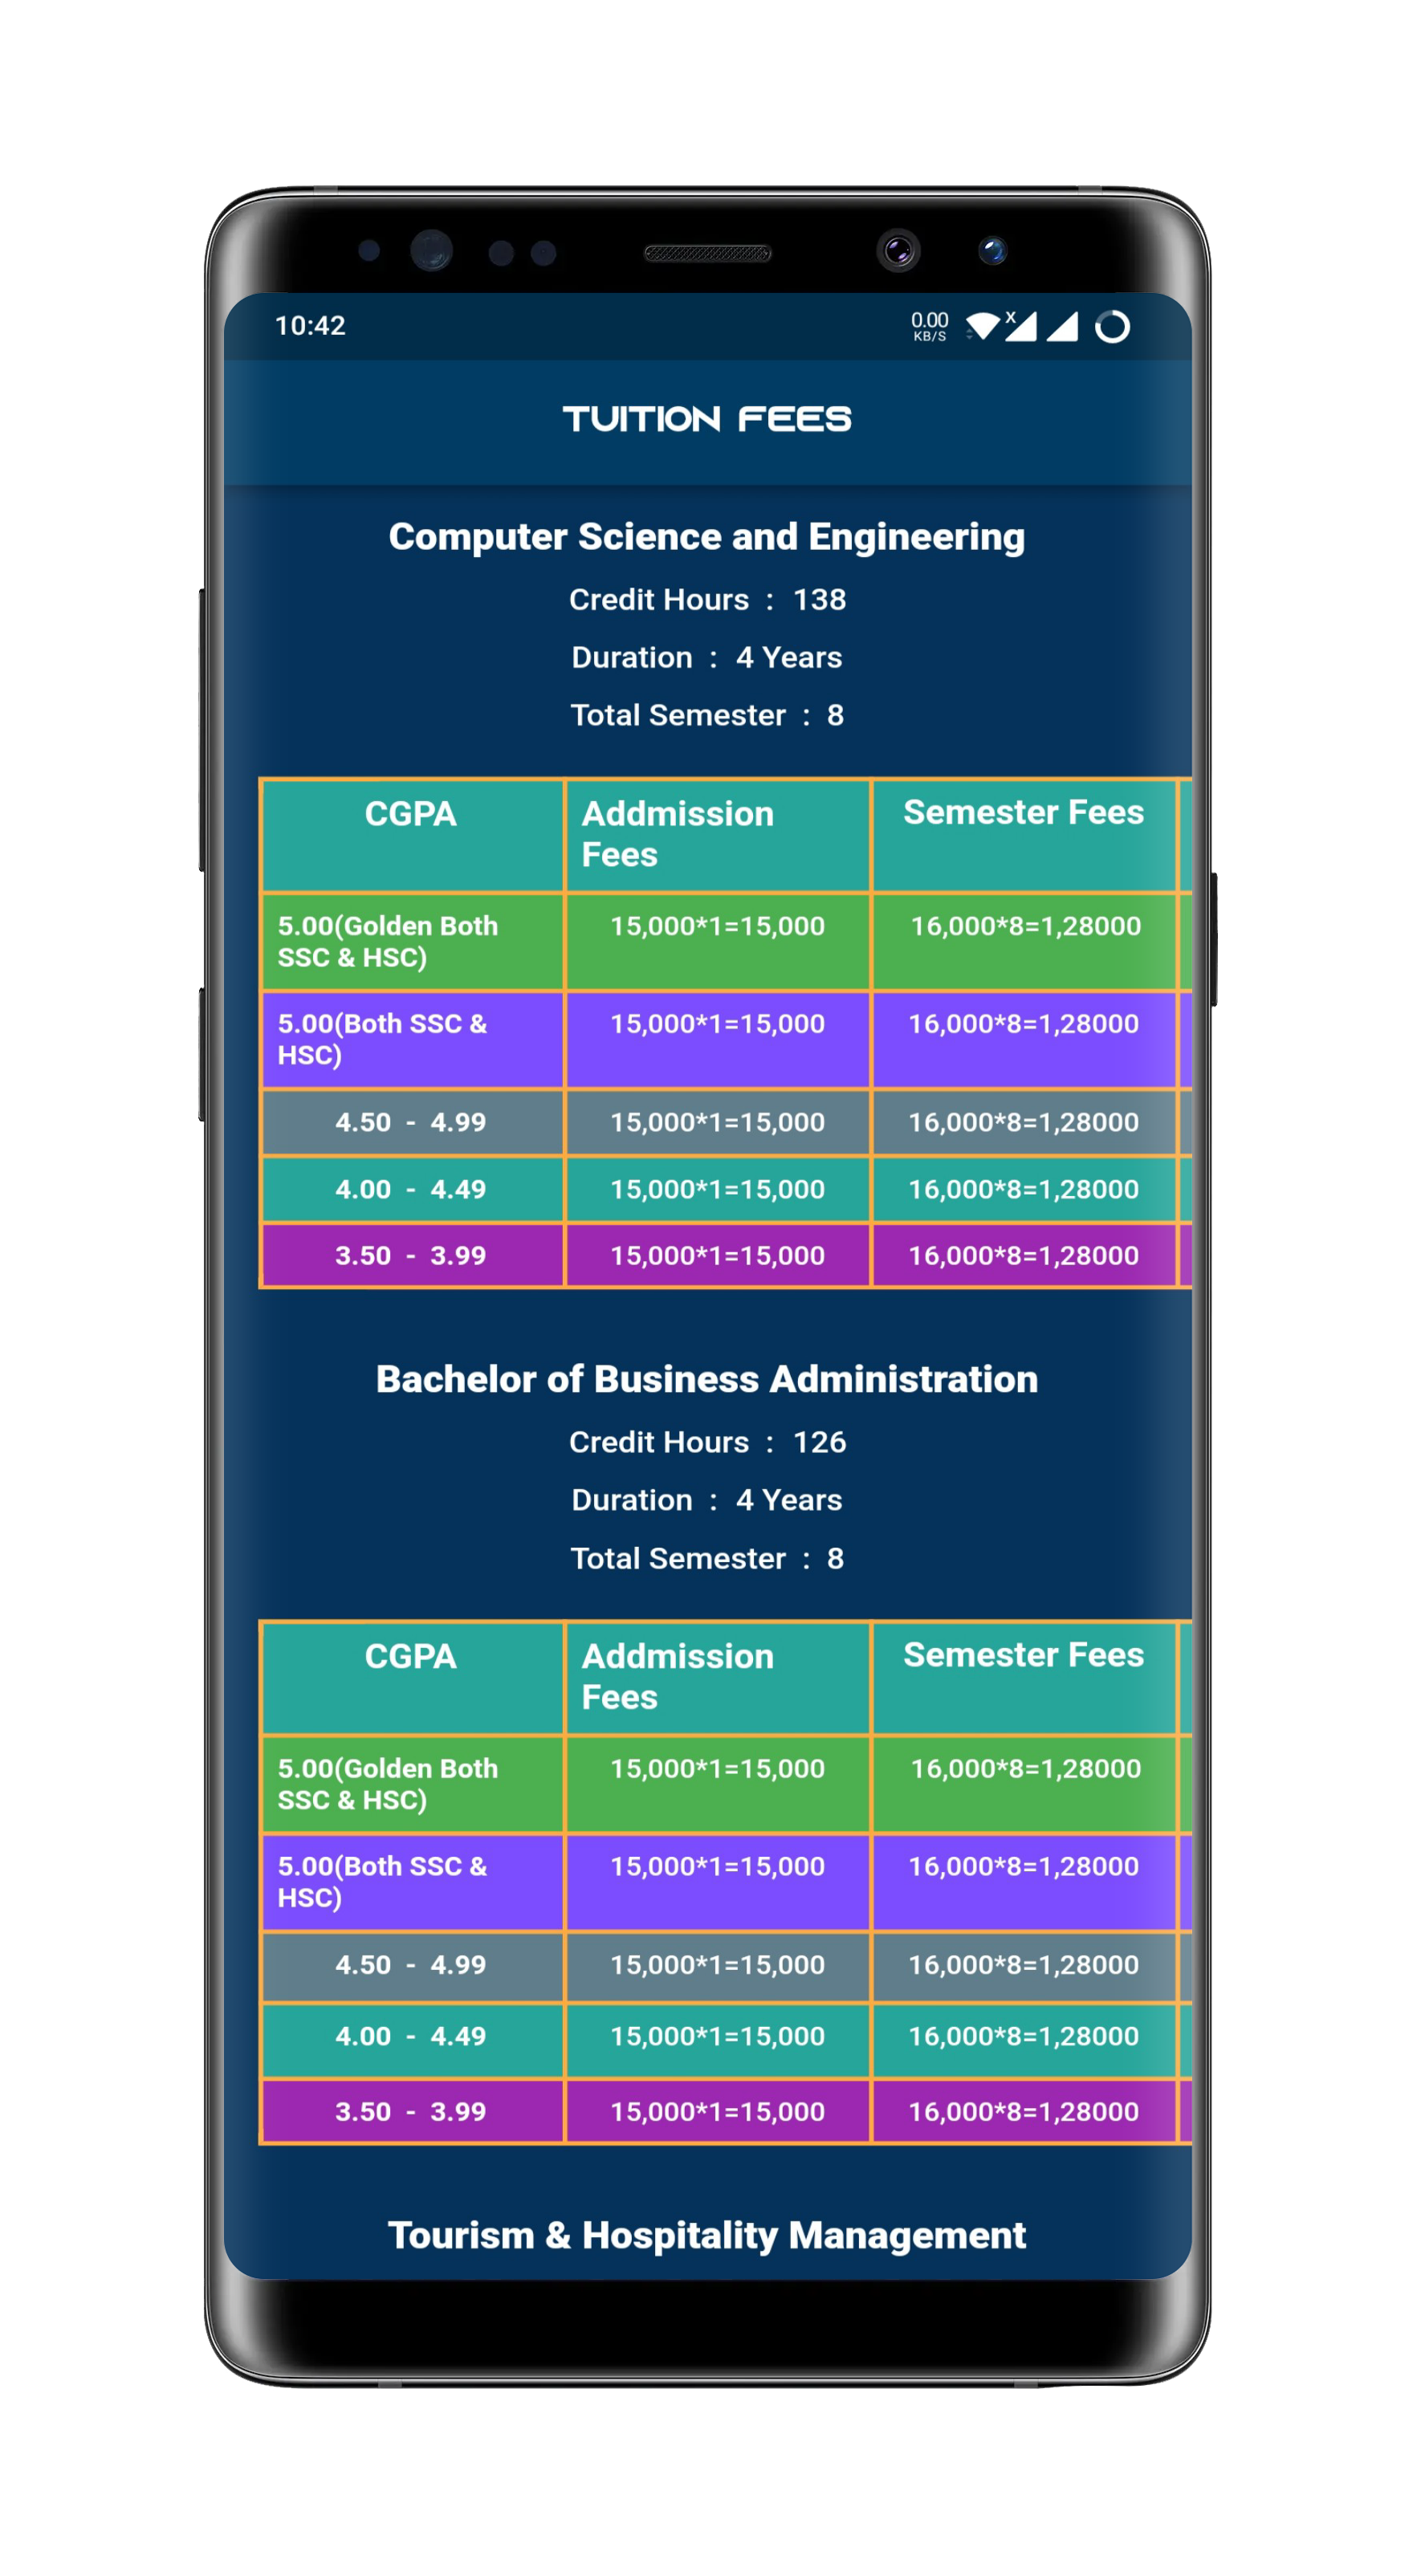 10:42
0.00
KB/S
X
TUITION FEES
Computer Science and Engineering
Credit Hours : 138
Duration : 4 Years
Total Semester : 8
CGPA
Addmission
Fees
Semester Fees
5.00(Golden Both
SSC & HSC)
15,000*1=15,000
16,000*8=1,28000
5.00(Both SSC &
HSC)
15,000*1=15,000
16,000*8=1,28000
4.50 - 4.99
15,000*1=15,000
16,000*8=1,28000
4.00 - 4.49
15,000*1=15,000
16,000*8=1,28000
3.50 - 3.99
15,000*1=15,000
16,000*8=1,28000
Bachelor of Business Administration
Credit Hours : 126
Duration : 4 Years
Total Semester : 8
CGPA
Addmission
Fees
Semester Fees
5.00(Golden Both
SSC & HSC)
15,000*1=15,000
16,000*8=1,28000
5.00(Both SSC &
HSC)
15,000*1=15,000
16,000*8=1,28000
4.50 - 4.99
15,000*1=15,000
16,000*8=1,28000
4.00 - 4.49
15,000*1=15,000
16,000*8=1,28000
3.50 - 3.99
15,000*1=15,000
16,000*8=1,28000
Tourism & Hospitality Management